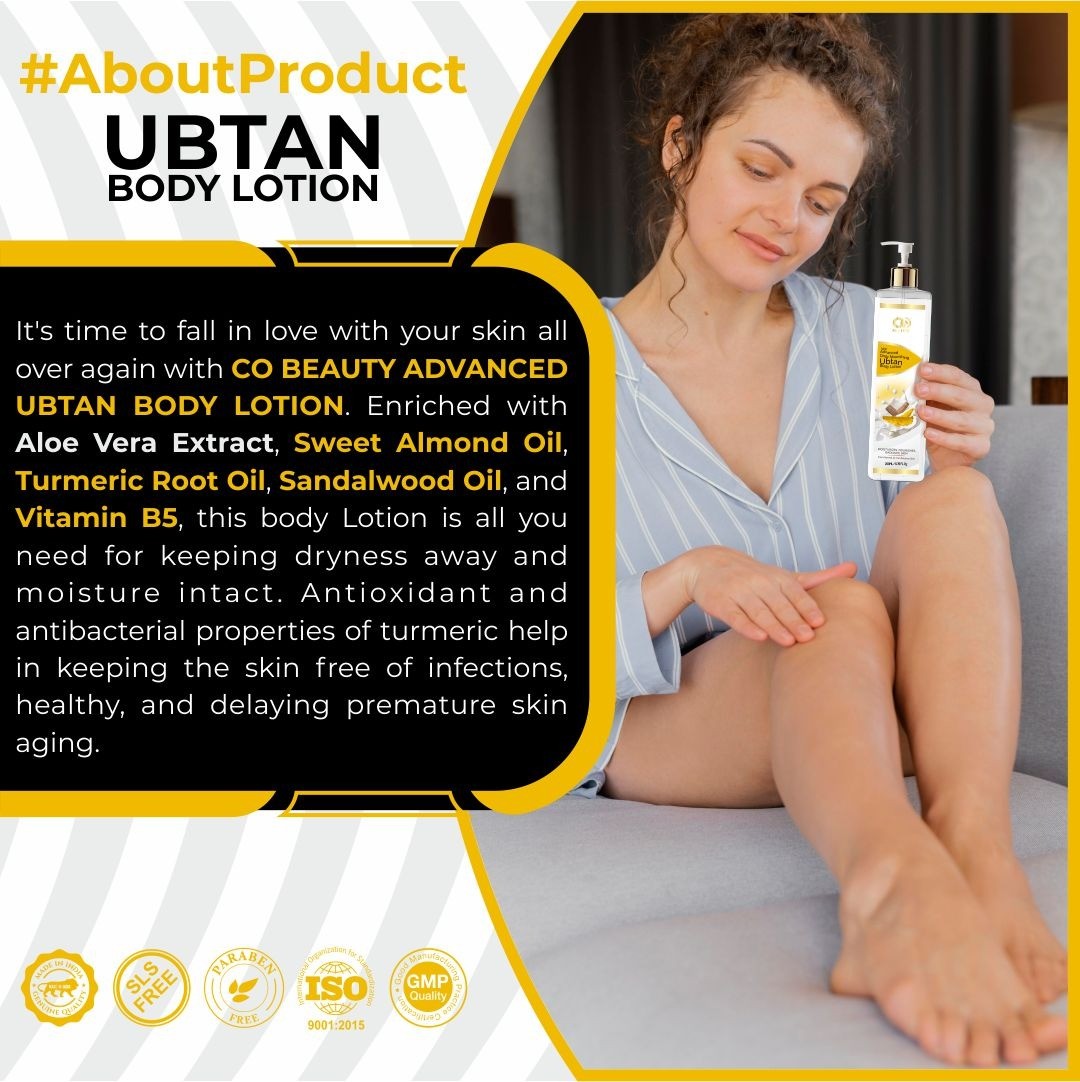 #AboutProduct
UBTAN
BODY LOTION
It's time to fall in love with your skin all
over again with CO BEAUTY ADVANCED
UBTAN BODY LOTION. Enriched with
Aloe Vera Extract, Sweet Almond Oil,
Turmeric Root Oil, Sandalwood Oil, and
Vitamin B5, this body Lotion is all you
need for keeping dryness away and
moisture intact. Antioxidant and
antibacterial properties of turmeric help
in keeping the skin free of infections,
healthy, and delaying premature skin
aging.
Ubtan
Body Lotion
MADE IN INDIA
GENUINE QUALITY
SLS
FREE
PARABEN
FREE
International Organization for Standardization
ISO
9001:2015
Good Manufacturing Practice Certification
GMP
Quality